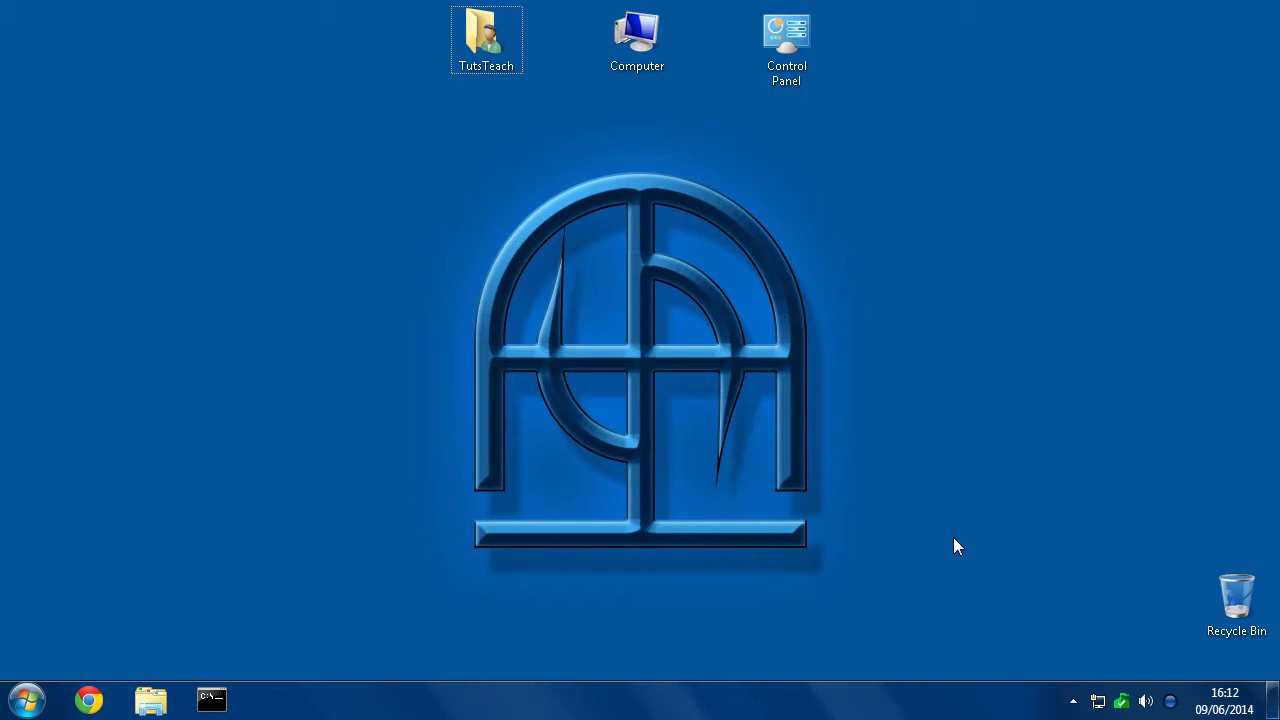 TutsTeach
Computer
Control
Panel
Recycle Bin
C:\_
16:12
09/06/2014